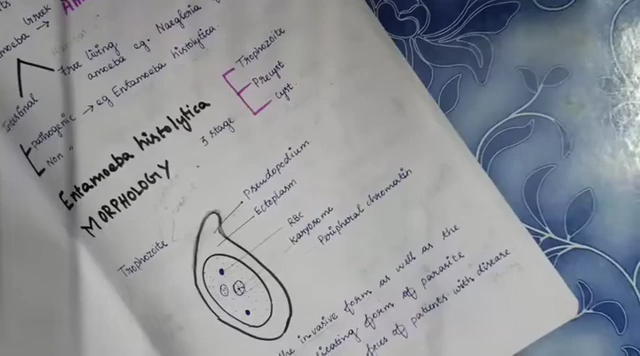 amoeba → Greek
Free living
amoeba eg. Naegloria
Intestinal
pathogenic → eg Entamoeba histolytica.
Non "
Entamoeba histolytica
3 stage
Trophozoite
Precyst
Cyst
MORPHOLOGY
Trophozoite
Pseudopodium
Ectoplasm
RBC
Karyosome
Peripheral chromatin
the invasive form as well as the
form of parasite
of patients with disease